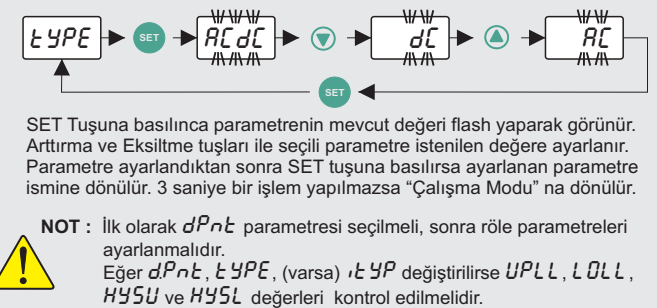 tYPE SET ACdC dC AC
SET
SET Tuşuna basılınca parametrenin mevcut değeri flash yaparak görünür.
Arttırma ve Eksiltme tuşları ile seçili parametre istenilen değere ayarlanır.
Parametre ayarlandıktan sonra SET tuşuna basılırsa ayarlanan parametre
ismine dönülür. 3 saniye bir işlem yapılmazsa “Çalışma Modu” na dönülür.
NOT : İlk olarak dPnt parametresi seçilmeli, sonra röle parametreleri
ayarlanmalıdır.
Eğer d.Pnt, tYPE, (varsa) ıtYP değiştirilirse UPLL, LOLL,
HYSU ve HYSL değerleri kontrol edilmelidir.